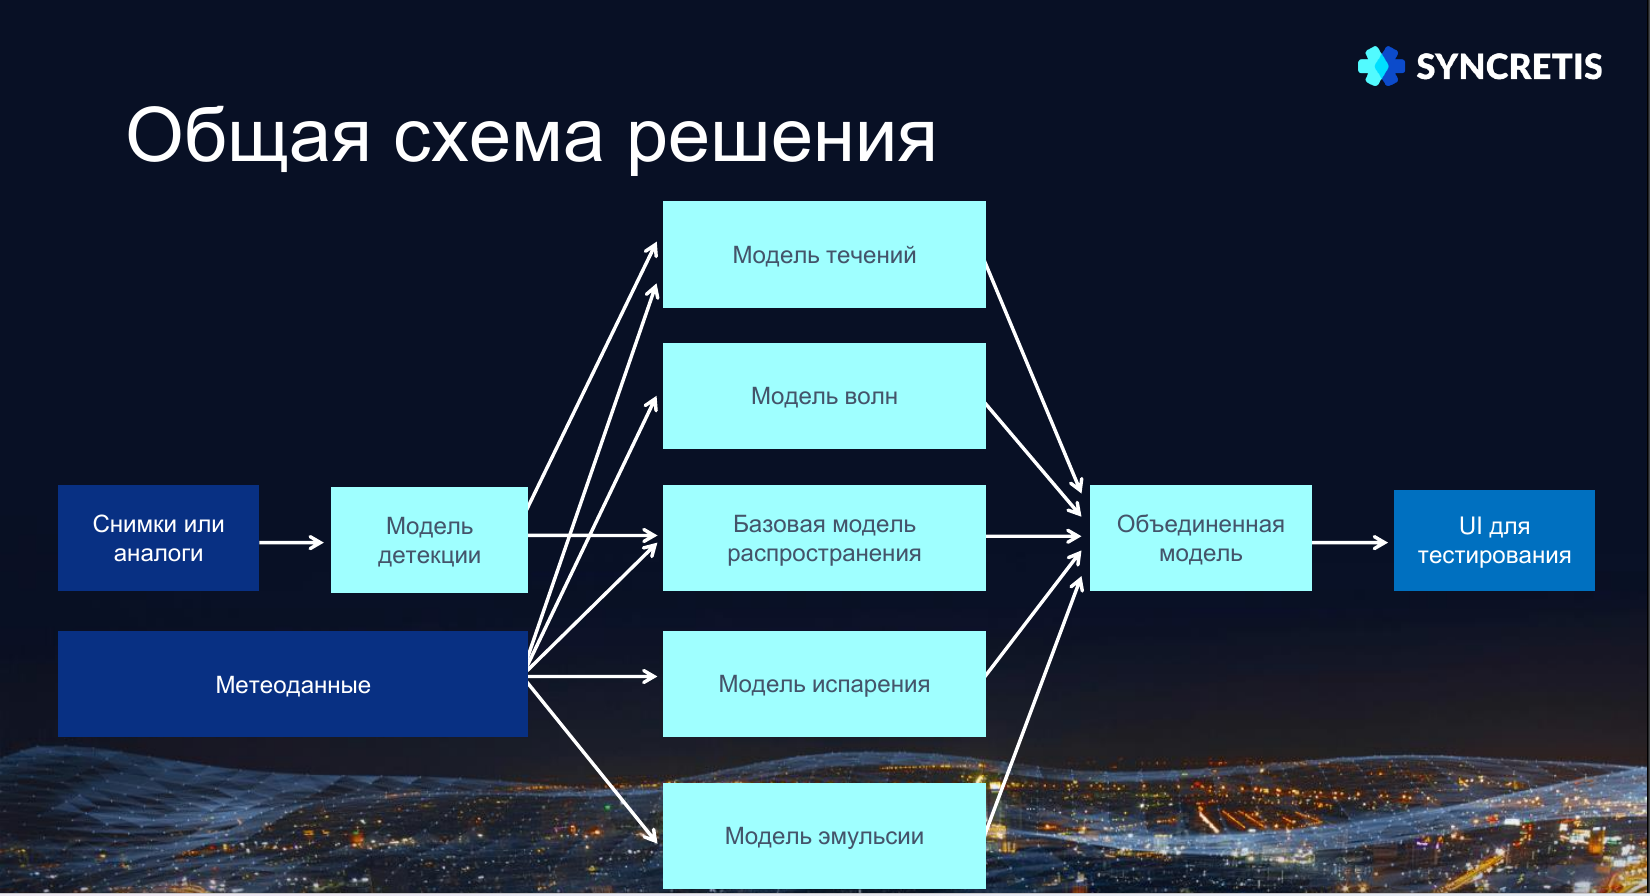 SYNCRETIS
Общая схема решения
Модель течений
Модель волн
Снимки или
аналоги
Модель
детекции
Базовая модель
распространения
Объединенная
модель
UI для
тестирования
Метеоданные
Модель испарения
Модель эмульсии